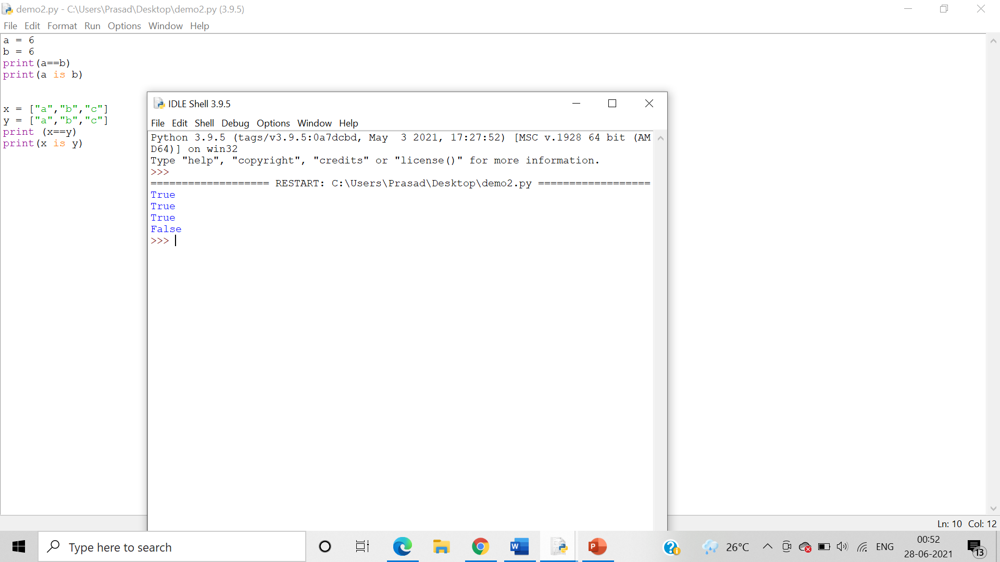 demo2.py - C:\Users\Prasad\Desktop\demo2.py (3.9.5)
File Edit Format Run Options Window Help
a = 6
b = 6
print(a==b)
print(a is b)
x = ["a","b","c"]
y = ["a","b","c"]
print (x==y)
print(x is y)
IDLE Shell 3.9.5
File Edit Shell Debug Options Window Help
Python 3.9.5 (tags/v3.9.5:0a7dcbd, May  3 2021, 17:27:52) [MSC v.1928 64 bit (AM
D64)] on win32
Type "help", "copyright", "credits" or "license()" for more information.
>>>
=================== RESTART: C:\Users\Prasad\Desktop\demo2.py ==================
True
True
True
False
>>>
Ln: 10 Col: 12
Type here to search
26°C
ENG
00:52
28-06-2021
13